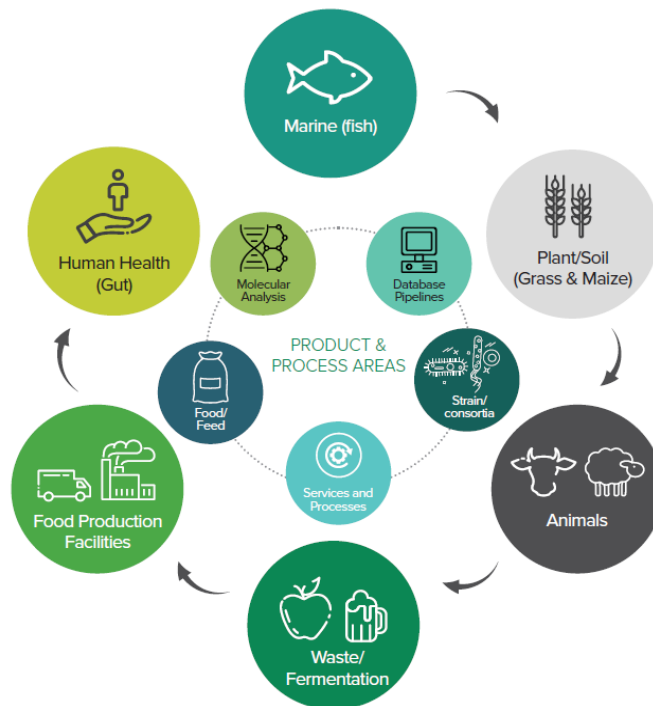 Marine (fish)
Human Health
(Gut)
Plant/Soil
(Grass & Maize)
Molecular
Analysis
Database
Pipelines
PRODUCT &
PROCESS AREAS
Food/
Feed
Strain/
consortia
Services and
Processes
Food Production
Facilities
Animals
Waste/
Fermentation